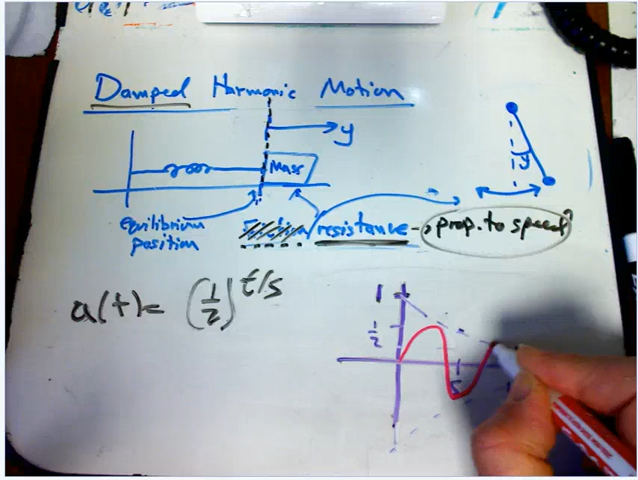 Damped Harmonic Motion
y
Mass
y
equilibrium
position
resistance → prop. to speed
a(t) = (1/2)^t/5
1
1/2
5